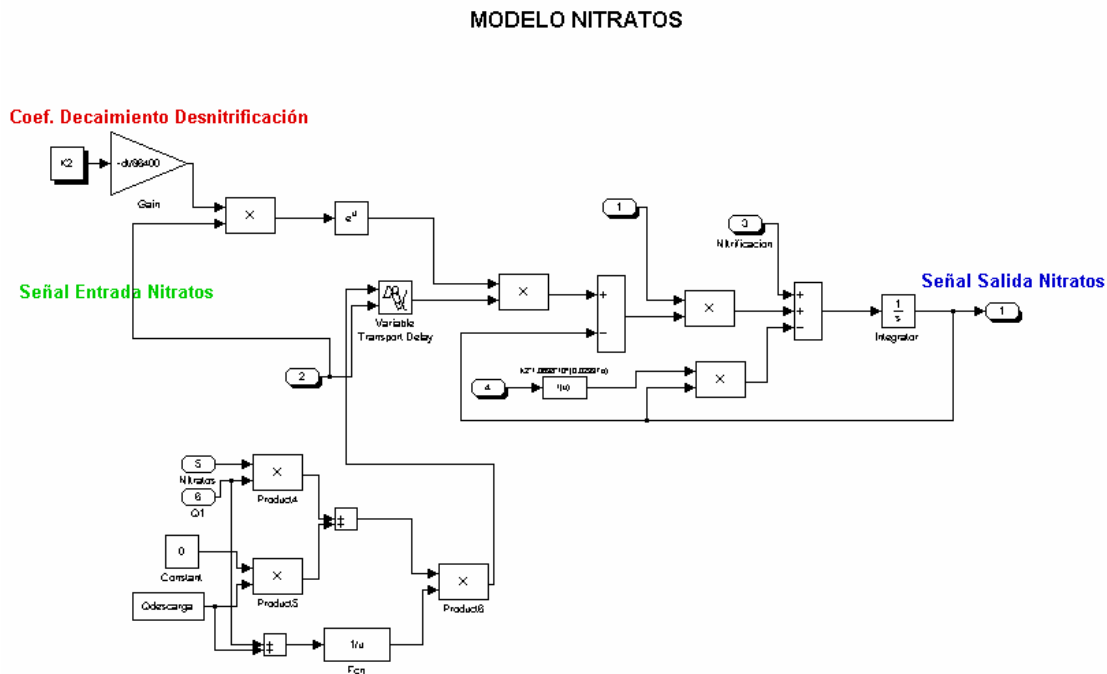 MODELO NITRATOS
Coef. Decaimiento Desnitrificación
K2
Gain
×
e^u
1
3
Nitrificacion
Señal Entrada Nitratos
Señal Salida Nitratos
Variable
Transport Delay
×
+
−
×
+
+
−
1
s
Integrator
1
2
4
f(u)
×
5
Nitratos
6
Q1
×
Product4
+
+
0
Constant
×
Product5
×
Product6
Qdescarga
+
+
1/u
Fcn